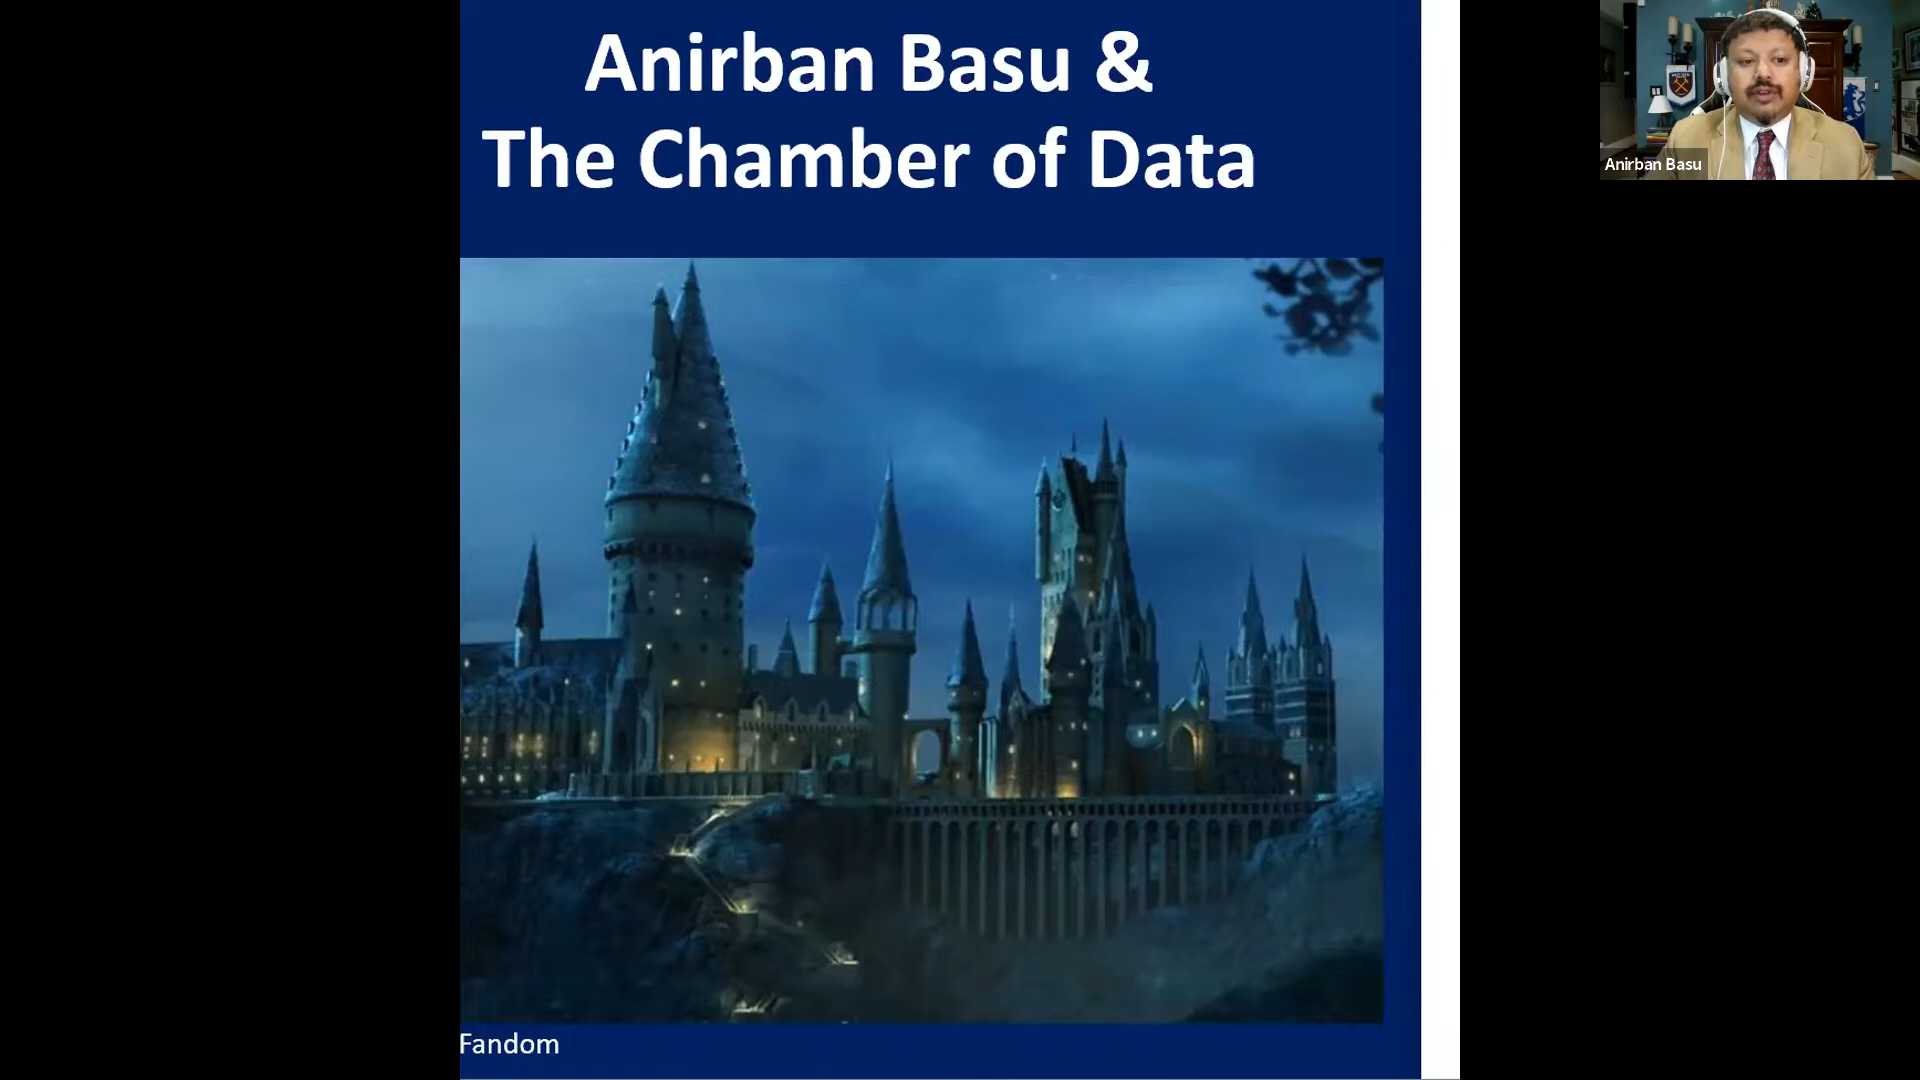 Anirban Basu &
The Chamber of Data
Fandom
Anirban Basu